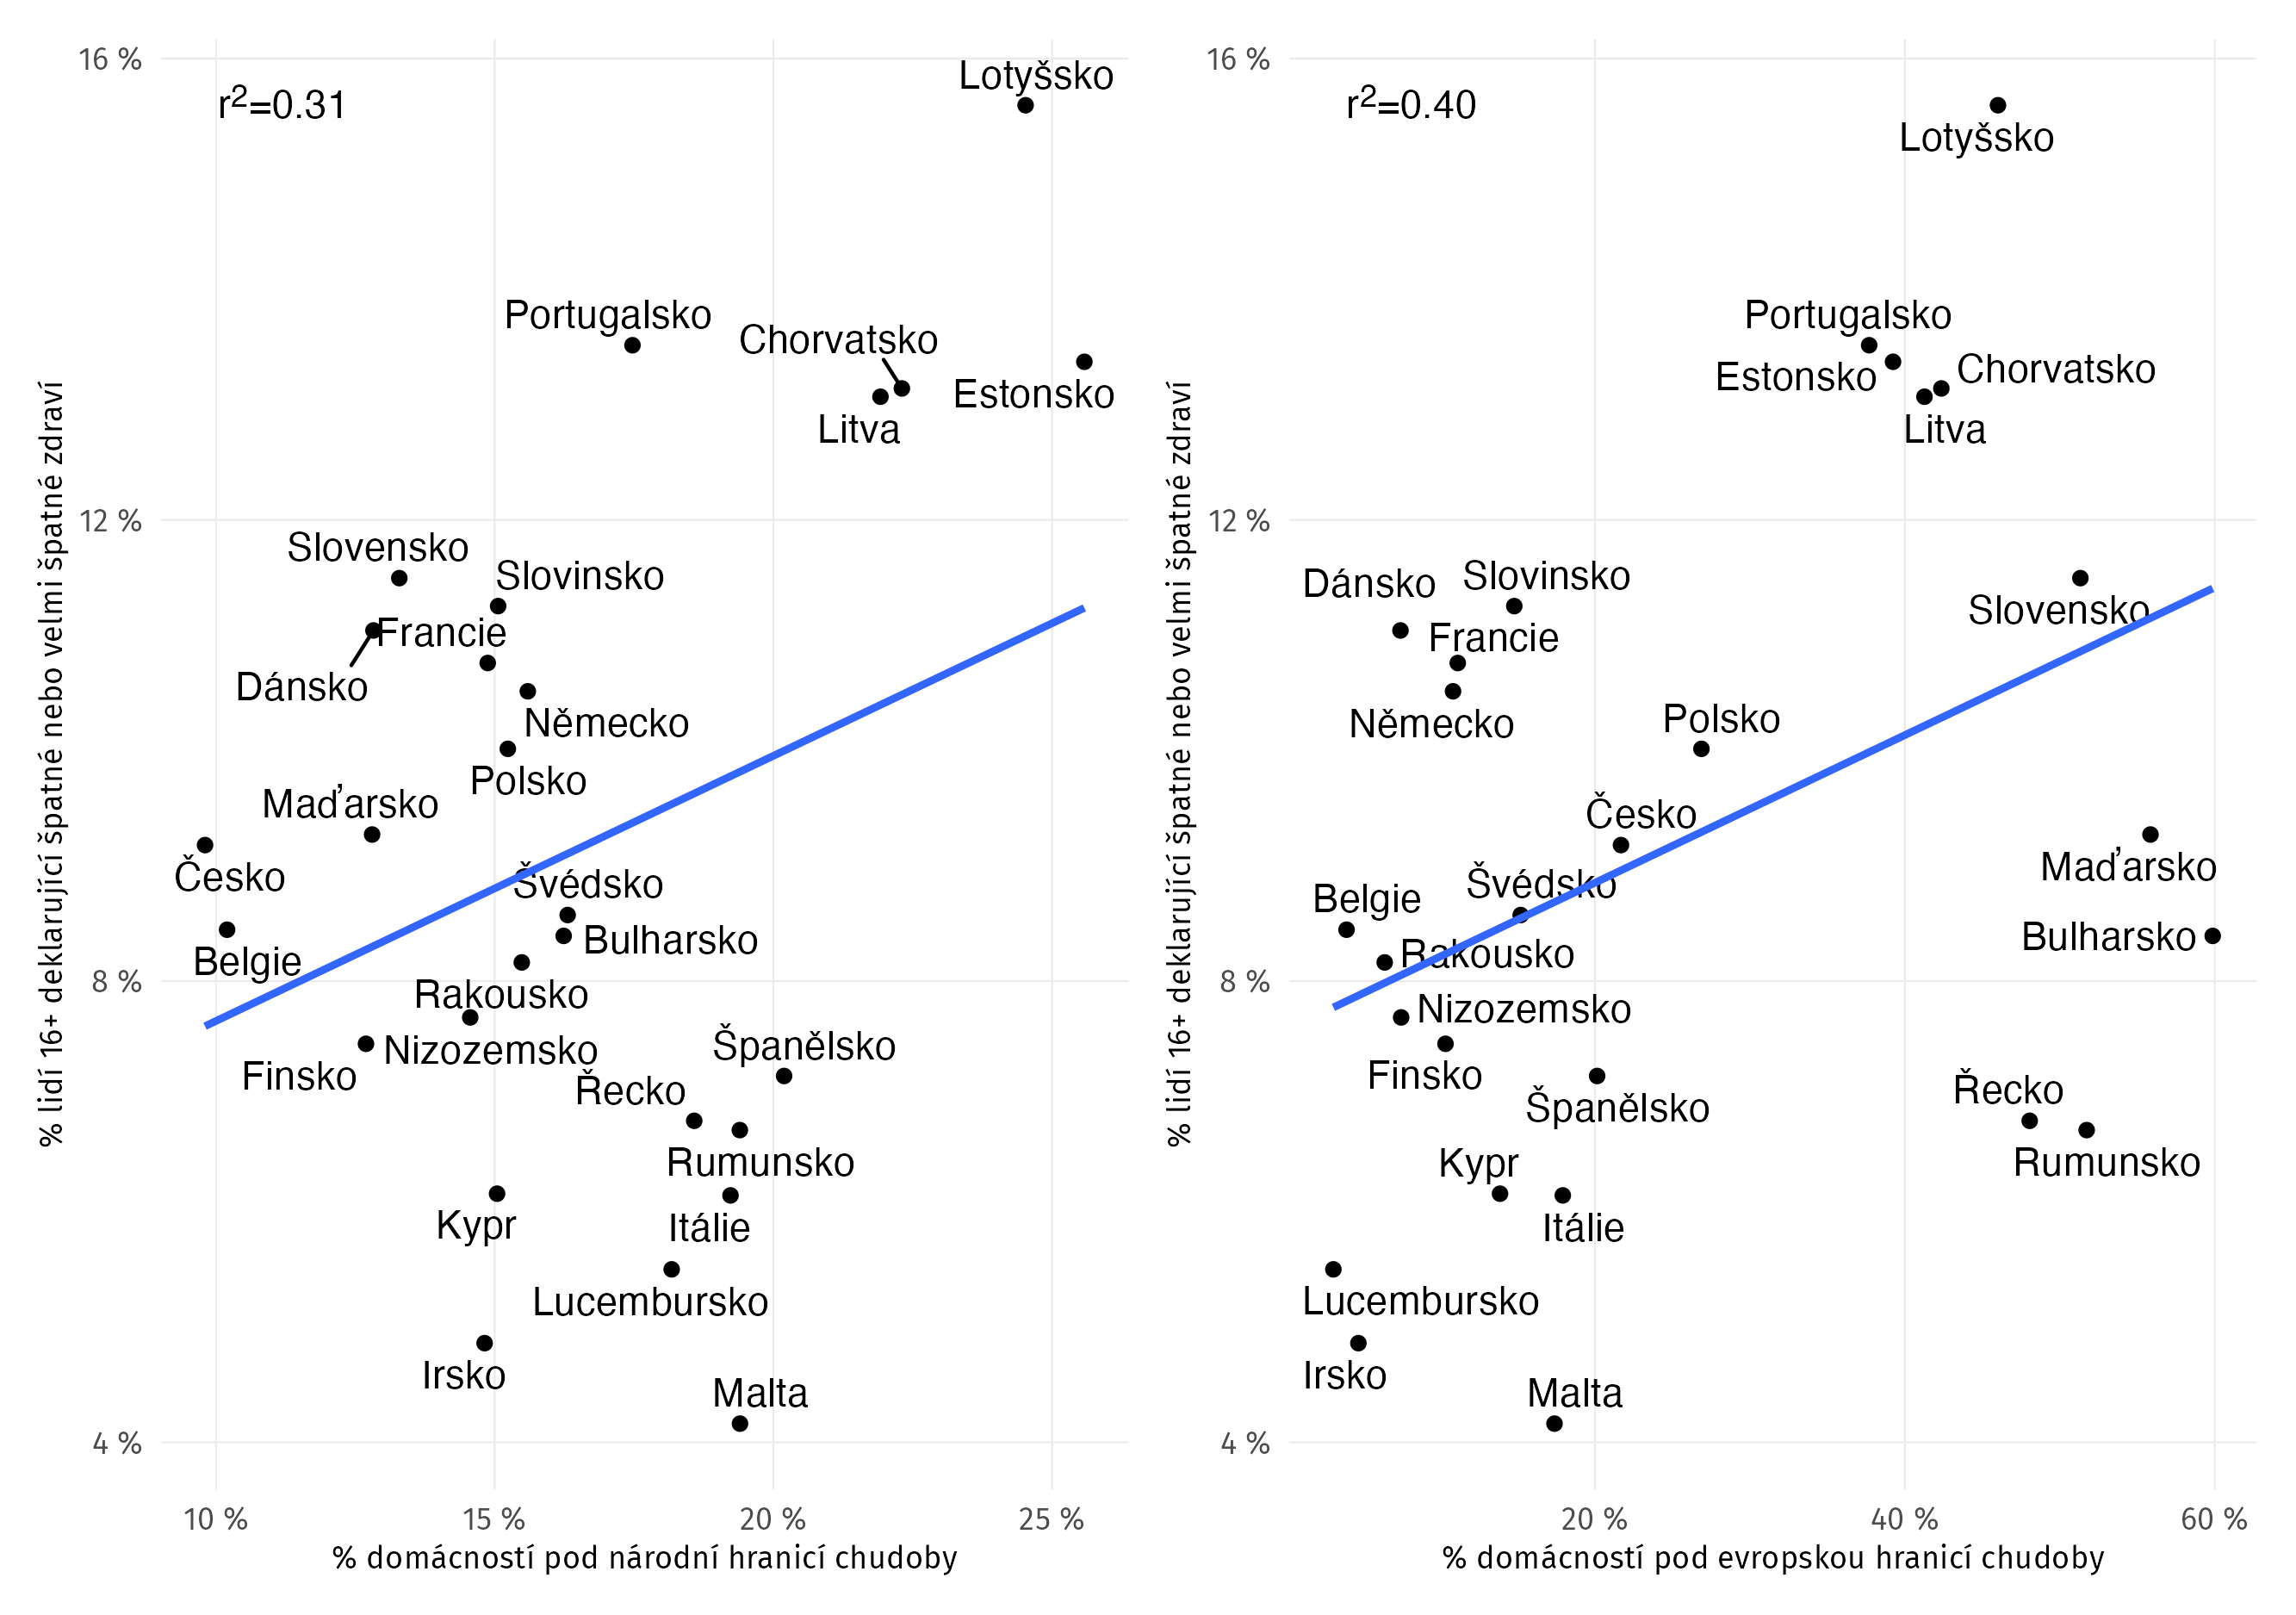 16 %
r²=0.31
Lotyšsko
Portugalsko
Chorvatsko
Estonsko
Litva
12 %
Slovensko
Slovinsko
Francie
Dánsko
Německo
Polsko
Maďarsko
Česko
Švédsko
Bulharsko
Belgie
8 %
Rakousko
Nizozemsko
Finsko
Španělsko
Řecko
Rumunsko
Kypr
Itálie
Lucembursko
Irsko
Malta
4 %
10 % 15 % 20 % 25 %
% domácností pod národní hranicí chudoby
% lidí 16+ deklarující špatné nebo velmi špatné zdraví
16 %
r²=0.40
Lotyšsko
Portugalsko
Chorvatsko
Estonsko
Litva
12 %
Dánsko
Slovinsko
Slovensko
Francie
Německo
Polsko
Česko
Maďarsko
Švédsko
Belgie
Bulharsko
Rakousko
8 %
Nizozemsko
Finsko
Španělsko
Řecko
Rumunsko
Kypr
Itálie
Lucembursko
Irsko
Malta
4 %
20 % 40 % 60 %
% domácností pod evropskou hranicí chudoby
% lidí 16+ deklarující špatné nebo velmi špatné zdraví